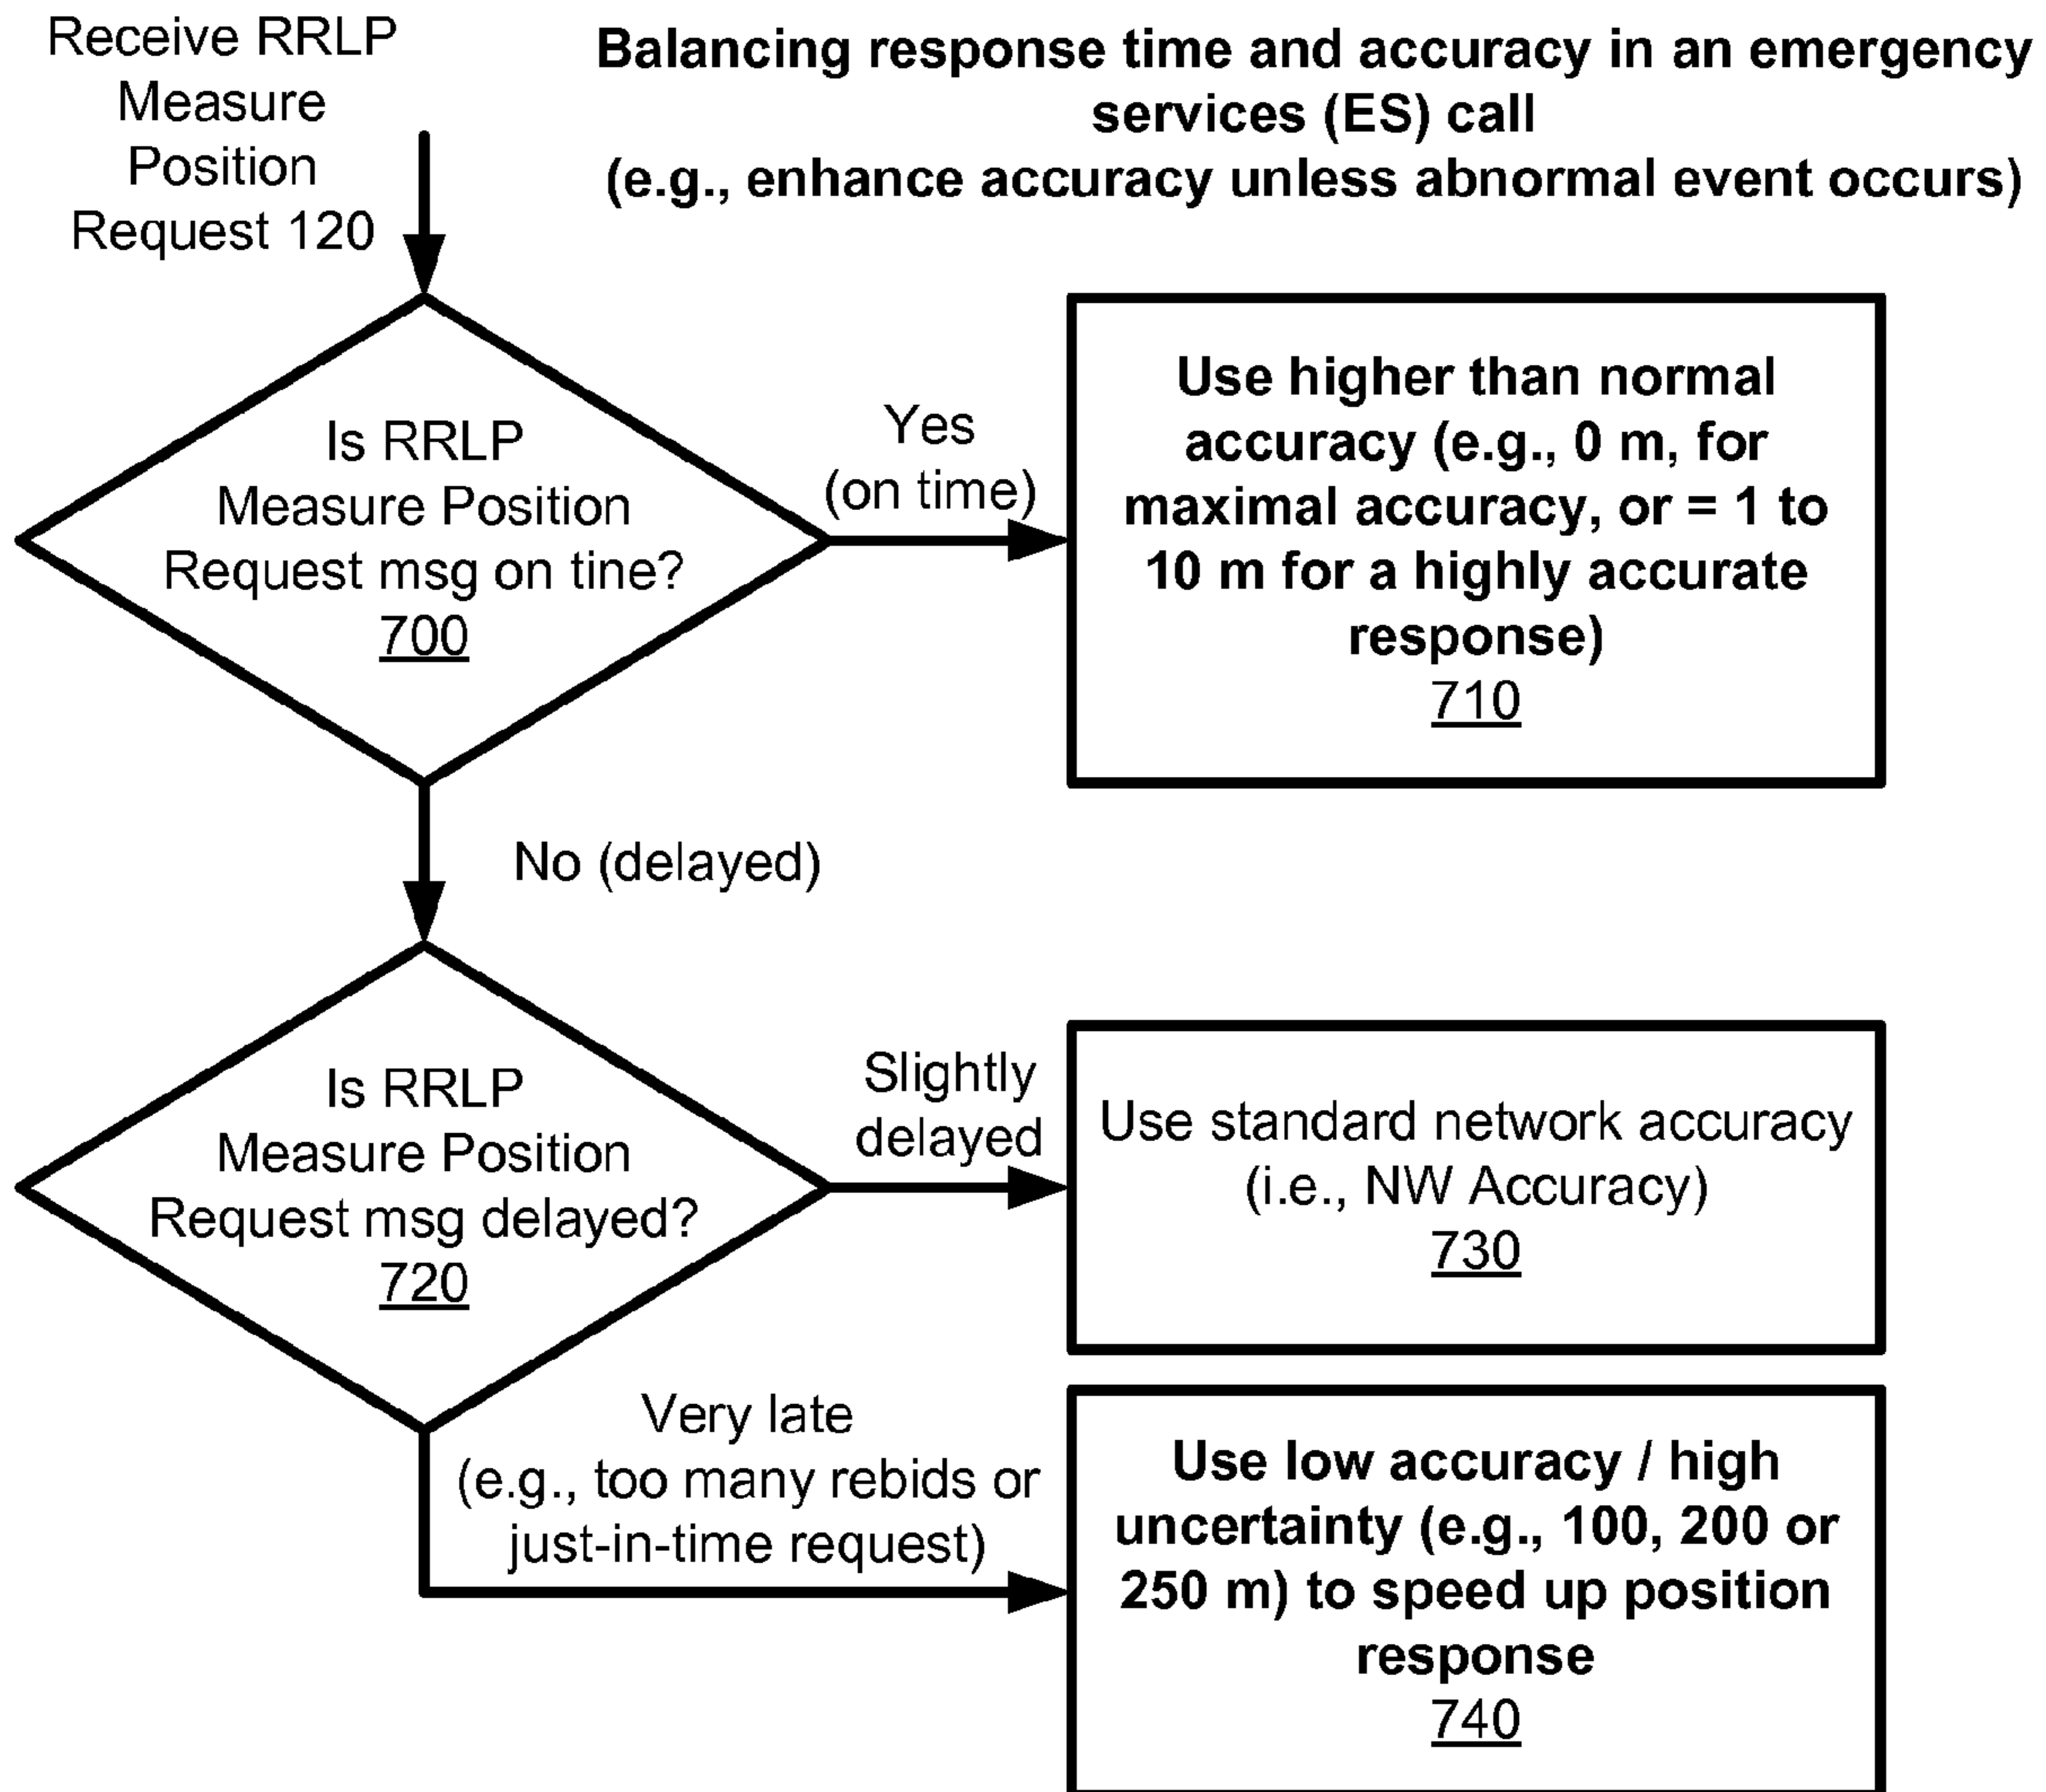 Receive RRLP
Measure
Position
Request 120
Balancing response time and accuracy in an emergency
services (ES) call
(e.g., enhance accuracy unless abnormal event occurs)
Is RRLP
Measure Position
Request msg on tine?
700
Yes
(on time)
Use higher than normal
accuracy (e.g., 0 m, for
maximal accuracy, or = 1 to
10 m for a highly accurate
response)
710
No (delayed)
Is RRLP
Measure Position
Request msg delayed?
720
Slightly
delayed
Use standard network accuracy
(i.e., NW Accuracy)
730
Very late
(e.g., too many rebids or
just-in-time request)
Use low accuracy / high
uncertainty (e.g., 100, 200 or
250 m) to speed up position
response
740